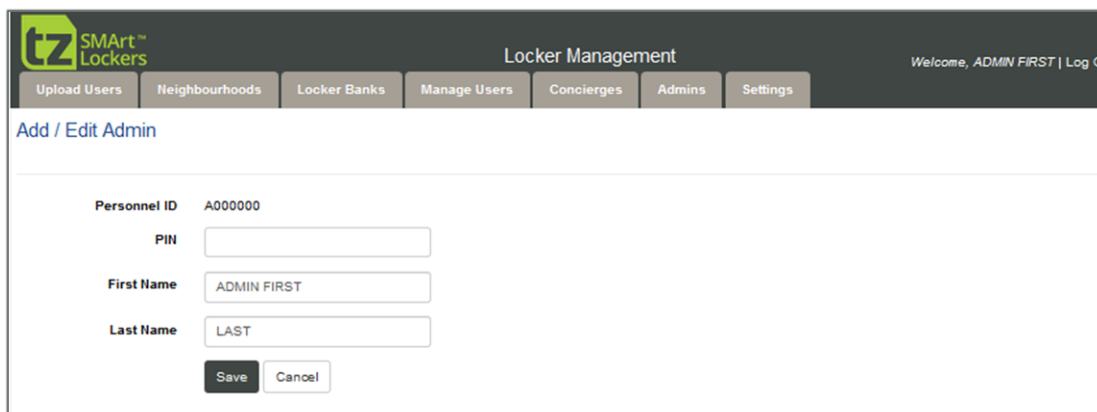 tz SMArt™
Lockers
Locker Management
Welcome, ADMIN FIRST | Log
Upload Users Neighbourhoods Locker Banks Manage Users Concierges Admins Settings
Add / Edit Admin
Personnel ID A000000
PIN
First Name ADMIN FIRST
Last Name LAST
Save Cancel